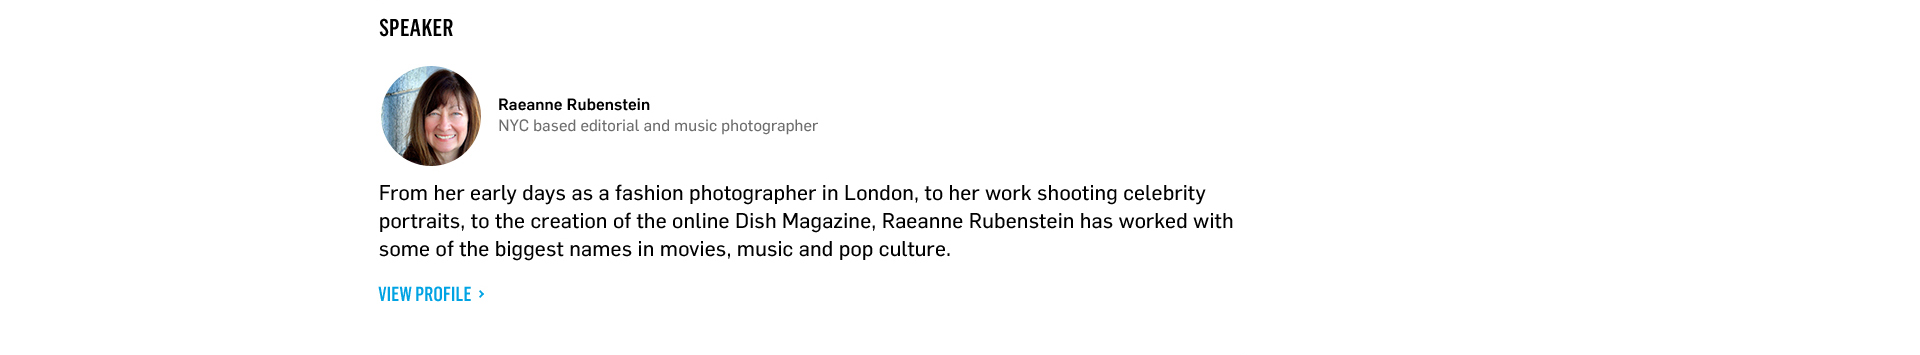 SPEAKER
Raeanne Rubenstein
NYC based editorial and music photographer
From her early days as a fashion photographer in London, to her work shooting celebrity
portraits, to the creation of the online Dish Magazine, Raeanne Rubenstein has worked with
some of the biggest names in movies, music and pop culture.
VIEW PROFILE >